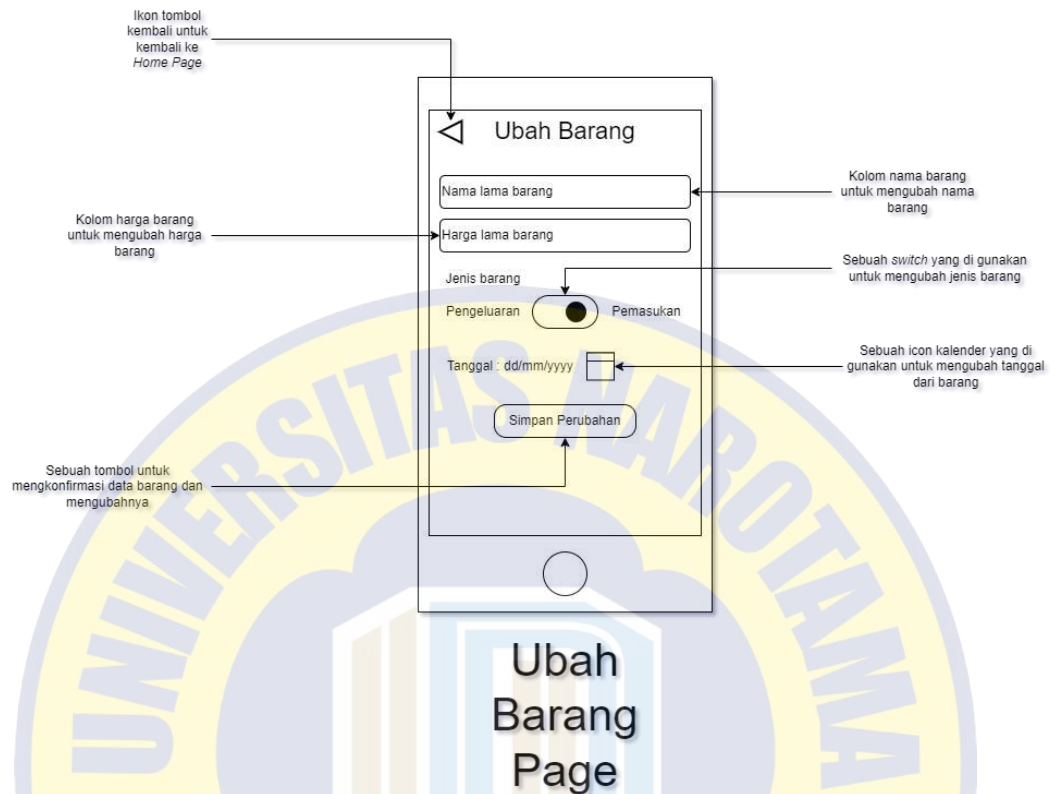 Ikon tombol
kembali untuk
kembali ke
Home Page
Ubah Barang
Nama lama barang
Kolom nama barang
untuk mengubah nama
barang
Kolom harga barang
untuk mengubah harga
barang
Harga lama barang
Jenis barang
Sebuah switch yang di gunakan
untuk mengubah jenis barang
Pengeluaran
Pemasukan
Tanggal : dd/mm/yyyy
Sebuah icon kalender yang di
gunakan untuk mengubah tanggal
dari barang
Simpan Perubahan
Sebuah tombol untuk
mengkonfirmasi data barang dan
mengubahnya
Ubah
Barang
Page
UNIVERSITAS NAROTAMA